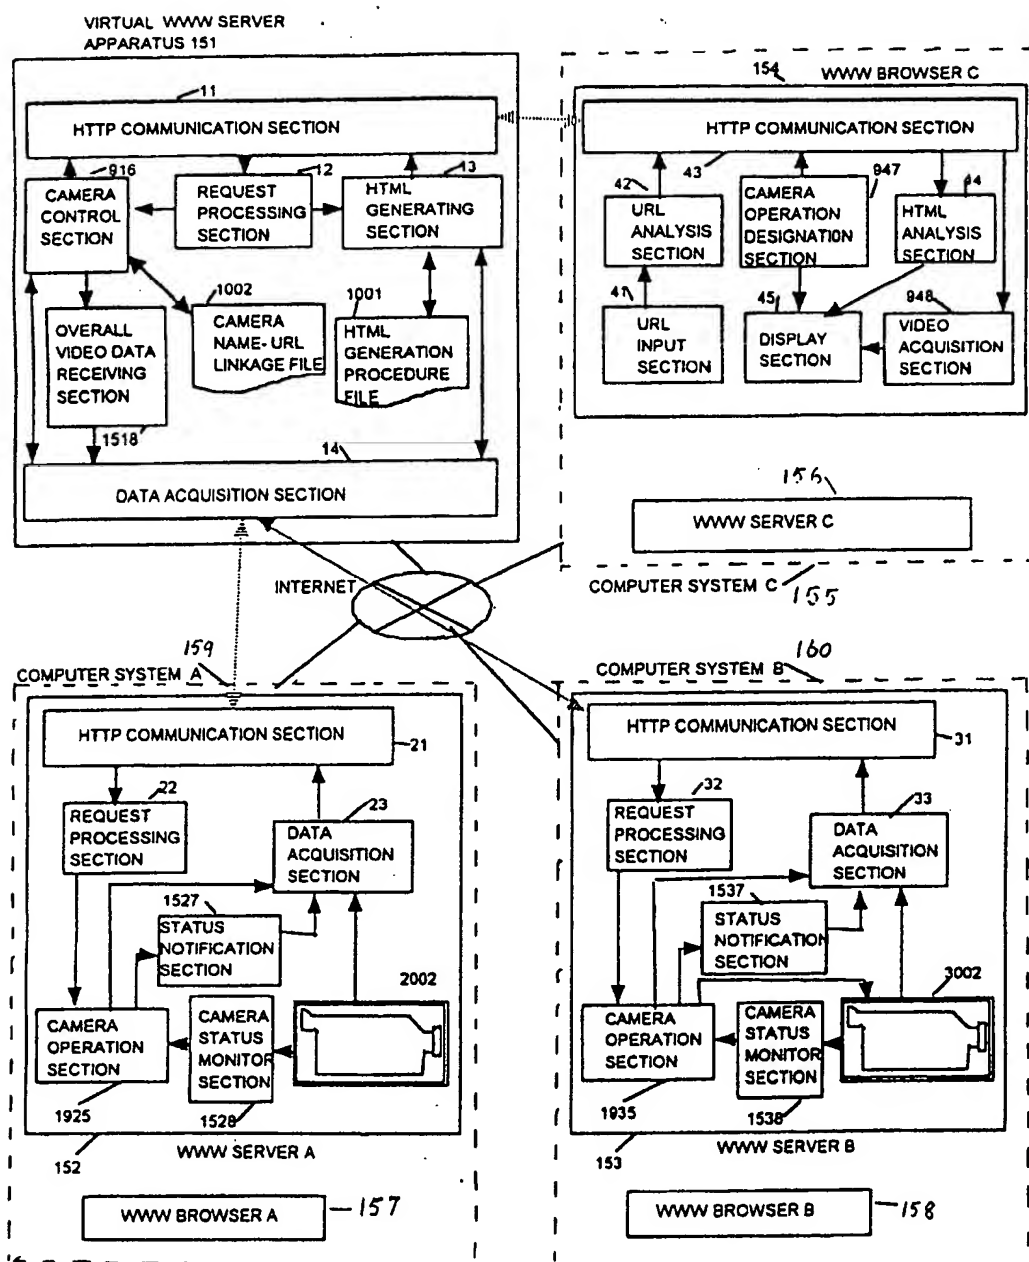 VIRTUAL WWW SERVER
APPARATUS 151
11
HTTP COMMUNICATION SECTION
916
CAMERA
CONTROL
SECTION
12
REQUEST
PROCESSING
SECTION
13
HTML
GENERATING
SECTION
OVERALL
VIDEO DATA
RECEIVING
SECTION
1518
1002
CAMERA
NAME-URL
LINKAGE FILE
1001
HTML
GENERATION
PROCEDURE
FILE
14
DATA ACQUISITION SECTION
154
WWW BROWSER C
HTTP COMMUNICATION SECTION
43
42
URL
ANALYSIS
SECTION
947
CAMERA
OPERATION
DESIGNATION
SECTION
44
HTML
ANALYSIS
SECTION
41
URL
INPUT
SECTION
45
DISPLAY
SECTION
948
VIDEO
ACQUISITION
SECTION
156
WWW SERVER C
COMPUTER SYSTEM C
155
INTERNET
159
COMPUTER SYSTEM A
HTTP COMMUNICATION SECTION
21
22
REQUEST
PROCESSING
SECTION
23
DATA
ACQUISITION
SECTION
1527
STATUS
NOTIFICATION
SECTION
2002
CAMERA
OPERATION
SECTION
1925
CAMERA
STATUS
MONITOR
SECTION
1528
152
WWW SERVER A
WWW BROWSER A
157
160
COMPUTER SYSTEM B
HTTP COMMUNICATION SECTION
31
32
REQUEST
PROCESSING
SECTION
33
DATA
ACQUISITION
SECTION
1537
STATUS
NOTIFICATION
SECTION
3002
CAMERA
OPERATION
SECTION
1935
CAMERA
STATUS
MONITOR
SECTION
1538
153
WWW SERVER B
WWW BROWSER B
158